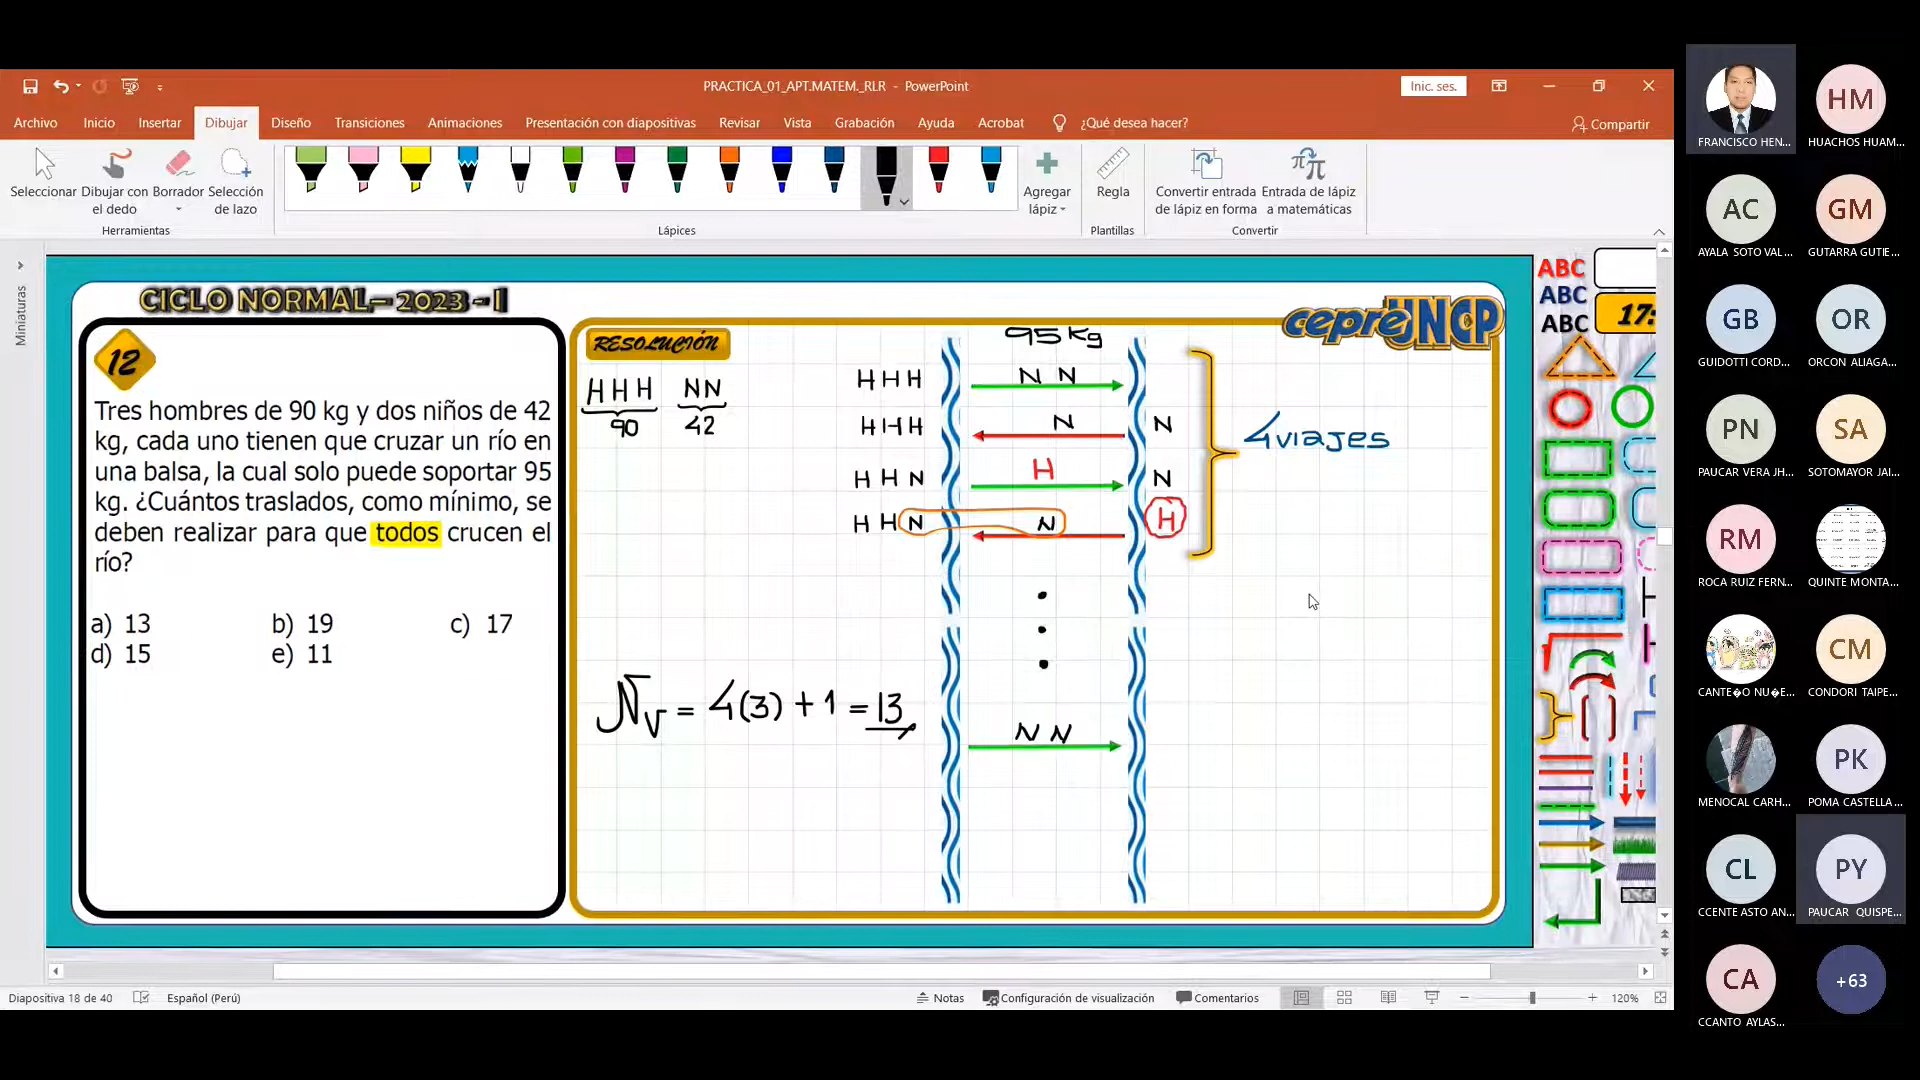 PRACTICA_01_APT.MATEM._RLR - PowerPoint
Inic. ses.
Archivo Inicio Insertar Dibujar Diseño Transiciones Animaciones Presentación con diapositivas Revisar Vista Grabación Ayuda Acrobat ¿Qué desea hacer? Compartir
Seleccionar
Dibujar con el dedo
Borrador
Selección de lazo
Agregar lápiz
Regla
Convertir entrada de lápiz en forma
Entrada de lápiz a matemáticas
Herramientas
Lápices
Plantillas
Convertir
Miniaturas
CICLO NORMAL - 2023 - I
cepre UNCP
12
Tres hombres de 90 kg y dos niños de 42
kg, cada uno tienen que cruzar un río en
una balsa, la cual solo puede soportar 95
kg. ¿Cuántos traslados, como mínimo, se
deben realizar para que todos crucen el
río?
a) 13 b) 19 c) 17
d) 15 e) 11
RESOLUCIÓN
95 Kg
H H H N N
90 42
H H H N N
H H H N N
H H N H N
H H N N H
4 viajes
Nv = 4(3) + 1 = 13
N N
ABC
ABC
ABC
17:
Diapositiva 18 de 40
Español (Perú)
Notas
Configuración de visualización
Comentarios
120%
FRANCISCO HEN...
HM
HUACHOS HUAM...
AC
AYALA SOTO VAL...
GM
GUTARRA GUTIE...
GB
GUIDOTTI CORD...
OR
ORCON ALIAGA...
PN
PAUCAR VERA JH...
SA
SOTOMAYOR JAI...
RM
ROCA RUIZ FERN...
QUINTE MONTA...
CANTE�O NU�E...
CM
CONDORI TAIPE...
MENOCAL CARH...
PK
POMA CASTELLA...
CL
CCENTE ASTO AN...
PY
PAUCAR QUISPE...
CA
CCANTO AYLAS...
+63